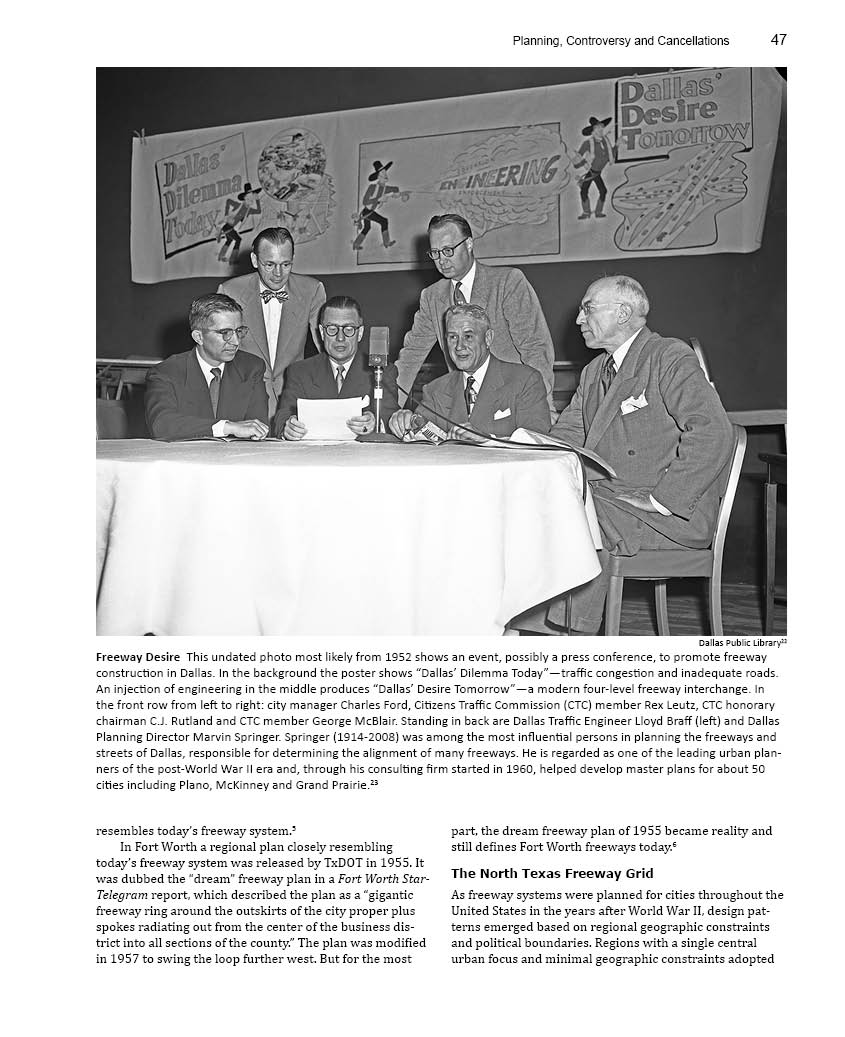 Planning, Controversy and Cancellations 47
Dallas'
Dilemma
Today
ENGINEERING
Dallas'
Desire
Tomorrow
Dallas Public Library²²
Freeway Desire This undated photo most likely from 1952 shows an event, possibly a press conference, to promote freeway
construction in Dallas. In the background the poster shows “Dallas’ Dilemma Today”—traffic congestion and inadequate roads.
An injection of engineering in the middle produces “Dallas’ Desire Tomorrow”—a modern four-level freeway interchange. In
the front row from left to right: city manager Charles Ford, Citizens Traffic Commission (CTC) member Rex Leutz, CTC honorary
chairman C.J. Rutland and CTC member George McBlair. Standing in back are Dallas Traffic Engineer Lloyd Braff (left) and Dallas
Planning Director Marvin Springer. Springer (1914-2008) was among the most influential persons in planning the freeways and
streets of Dallas, responsible for determining the alignment of many freeways. He is regarded as one of the leading urban plan-
ners of the post-World War II era and, through his consulting firm started in 1960, helped develop master plans for about 50
cities including Plano, McKinney and Grand Prairie.²³
resembles today’s freeway system.⁵
In Fort Worth a regional plan closely resembling
today’s freeway system was released by TxDOT in 1955. It
was dubbed the “dream” freeway plan in a Fort Worth Star-
Telegram report, which described the plan as a “gigantic
freeway ring around the outskirts of the city proper plus
spokes radiating out from the center of the business dis-
trict into all sections of the county.” The plan was modified
in 1957 to swing the loop further west. But for the most
part, the dream freeway plan of 1955 became reality and
still defines Fort Worth freeways today.⁶
The North Texas Freeway Grid
As freeway systems were planned for cities throughout the
United States in the years after World War II, design pat-
terns emerged based on regional geographic constraints
and political boundaries. Regions with a single central
urban focus and minimal geographic constraints adopted